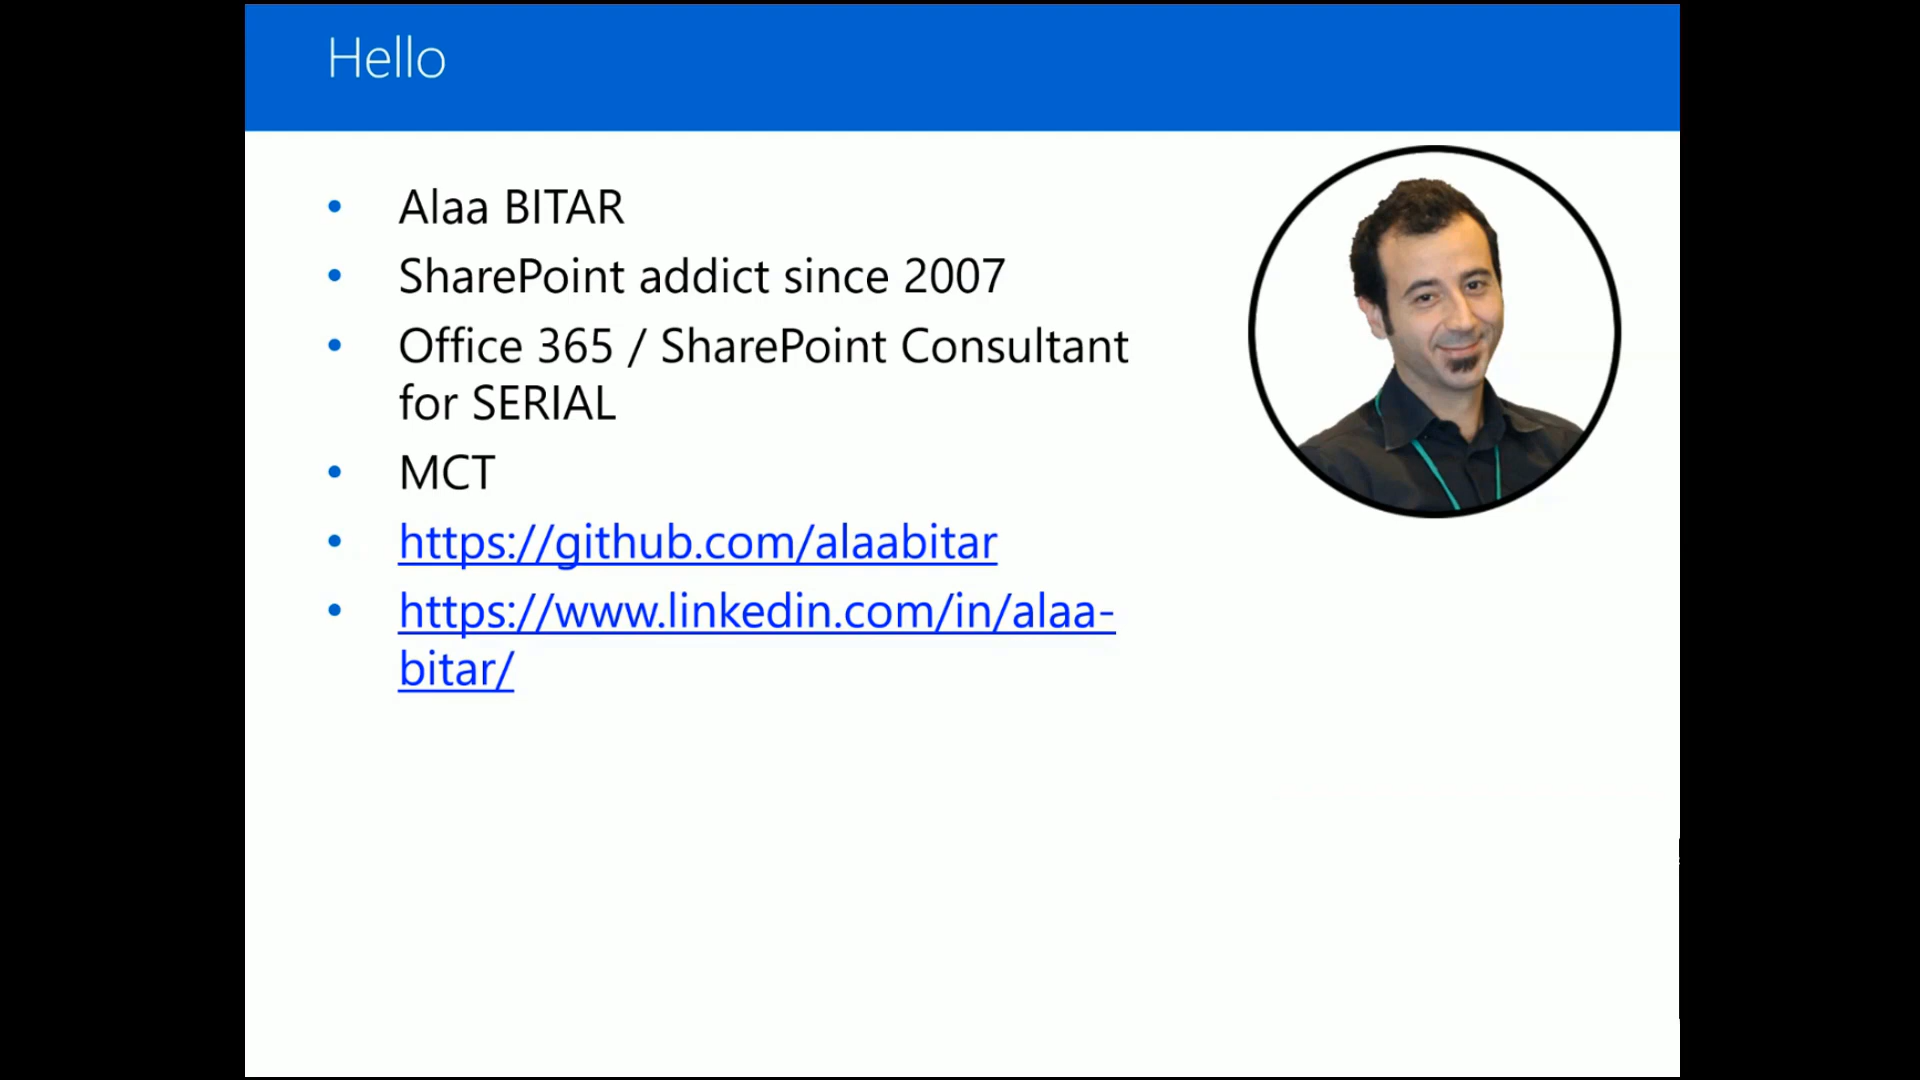 Hello
• Alaa BITAR
• SharePoint addict since 2007
• Office 365 / SharePoint Consultant
for SERIAL
• MCT
• https://github.com/alaabitar
• https://www.linkedin.com/in/alaa-
bitar/